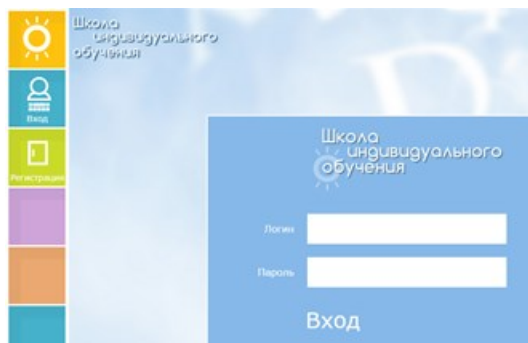 Школа
индивидуального
обучения
Вход
Регистрация
Школа
индивидуального
обучения
Логин
Пароль
Вход